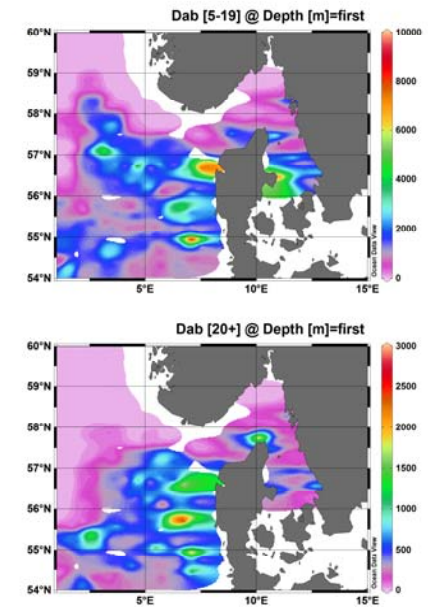 Dab [5-19] @ Depth [m]=first
60°N
59°N
58°N
57°N
56°N
55°N
54°N
5°E
10°E
15°E
10000
8000
6000
4000
2000
0
Ocean Data View
Dab [20+] @ Depth [m]=first
60°N
59°N
58°N
57°N
56°N
55°N
54°N
5°E
10°E
15°E
3000
2500
2000
1500
1000
500
0
Ocean Data View